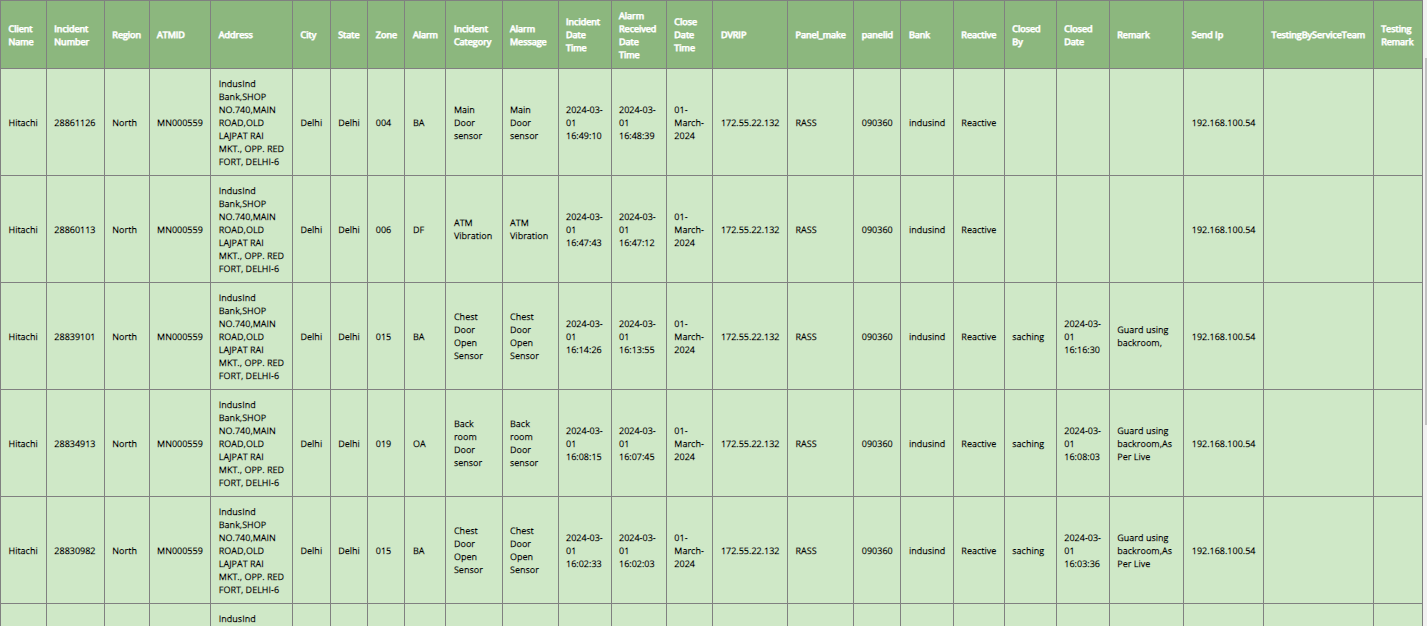 Client Name | Incident Number | Region | ATMID | Address | City | State | Zone | Alarm | Incident Category | Alarm Message | Incident Date Time | Alarm Received Date Time | Close Date Time | DVRIP | Panel_make | panelid | Bank | Reactive | Closed By | Closed Date | Remark | Send Ip | TestingByServiceTeam | Testing Remark
Hitachi | 28861126 | North | MN000559 | IndusInd Bank,SHOP NO.740,MAIN ROAD,OLD LAJPAT RAI MKT., OPP. RED FORT, DELHI-6 | Delhi | Delhi | 004 | BA | Main Door sensor | Main Door sensor | 2024-03-01 16:49:10 | 2024-03-01 16:48:39 | 01-March-2024 | 172.55.22.132 | RASS | 090360 | indusind | Reactive | | | | 192.168.100.54 | |
Hitachi | 28860113 | North | MN000559 | IndusInd Bank,SHOP NO.740,MAIN ROAD,OLD LAJPAT RAI MKT., OPP. RED FORT, DELHI-6 | Delhi | Delhi | 006 | DF | ATM Vibration | ATM Vibration | 2024-03-01 16:47:43 | 2024-03-01 16:47:12 | 01-March-2024 | 172.55.22.132 | RASS | 090360 | indusind | Reactive | | | | 192.168.100.54 | |
Hitachi | 28839101 | North | MN000559 | IndusInd Bank,SHOP NO.740,MAIN ROAD,OLD LAJPAT RAI MKT., OPP. RED FORT, DELHI-6 | Delhi | Delhi | 015 | BA | Chest Door Open Sensor | Chest Door Open Sensor | 2024-03-01 16:14:26 | 2024-03-01 16:13:55 | 01-March-2024 | 172.55.22.132 | RASS | 090360 | indusind | Reactive | saching | 2024-03-01 16:16:30 | Guard using backroom, | 192.168.100.54 | |
Hitachi | 28834913 | North | MN000559 | IndusInd Bank,SHOP NO.740,MAIN ROAD,OLD LAJPAT RAI MKT., OPP. RED FORT, DELHI-6 | Delhi | Delhi | 019 | OA | Back room Door sensor | Back room Door sensor | 2024-03-01 16:08:15 | 2024-03-01 16:07:45 | 01-March-2024 | 172.55.22.132 | RASS | 090360 | indusind | Reactive | saching | 2024-03-01 16:08:03 | Guard using backroom,As Per Live | 192.168.100.54 | |
Hitachi | 28830982 | North | MN000559 | IndusInd Bank,SHOP NO.740,MAIN ROAD,OLD LAJPAT RAI MKT., OPP. RED FORT, DELHI-6 | Delhi | Delhi | 015 | BA | Chest Door Open Sensor | Chest Door Open Sensor | 2024-03-01 16:02:33 | 2024-03-01 16:02:03 | 01-March-2024 | 172.55.22.132 | RASS | 090360 | indusind | Reactive | saching | 2024-03-01 16:03:36 | Guard using backroom,As Per Live | 192.168.100.54 | |
IndusInd